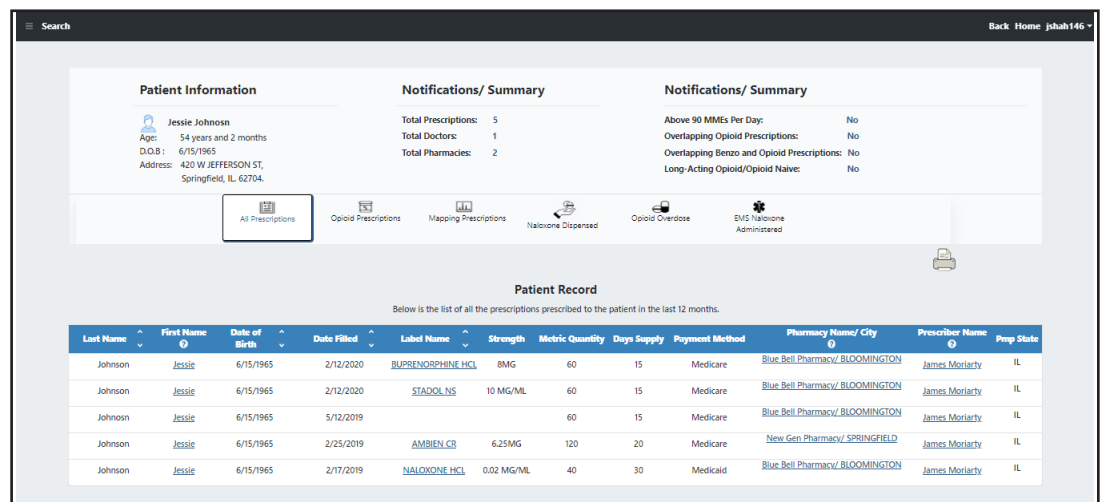 Search Back Home jshah146
Patient Information Notifications/ Summary Notifications/ Summary
Jessie Johnosn Total Prescriptions: 5 Above 90 MMEs Per Day: No
Age: 54 years and 2 months Total Doctors: 1 Overlapping Opioid Prescriptions: No
D.O.B : 6/15/1965 Total Pharmacies: 2 Overlapping Benzo and Opioid Prescriptions: No
Address: 420 W JEFFERSON ST, Long-Acting Opioid/Opioid Naive: No
Springfield, IL. 62704.
All Prescriptions Opioid Prescriptions Mapping Prescriptions Naloxone Dispensed Opioid Overdose EMS Naloxone
Administered
Patient Record
Below is the list of all the prescriptions prescribed to the patient in the last 12 months.
Last Name First Name Date of Birth Date Filled Label Name Strength Metric Quantity Days Supply Payment Method Pharmacy Name/ City Prescriber Name Pmp State
Johnson Jessie 6/15/1965 2/12/2020 BUPRENORPHINE HCL 8MG 60 15 Medicare Blue Bell Pharmacy/ BLOOMINGTON James Moriarty IL
Johnson Jessie 6/15/1965 2/12/2020 STADOL NS 10 MG/ML 60 15 Medicare Blue Bell Pharmacy/ BLOOMINGTON James Moriarty IL
Johnosn Jessie 6/15/1965 5/12/2019 60 15 Medicare Blue Bell Pharmacy/ BLOOMINGTON James Moriarty IL
Johnson Jessie 6/15/1965 2/25/2019 AMBIEN CR 6.25MG 120 20 Medicare New Gen Pharmacy/ SPRINGFIELD James Moriarty IL
Johnson Jessie 6/15/1965 2/17/2019 NALOXONE HCL 0.02 MG/ML 40 30 Medicaid Blue Bell Pharmacy/ BLOOMINGTON James Moriarty IL